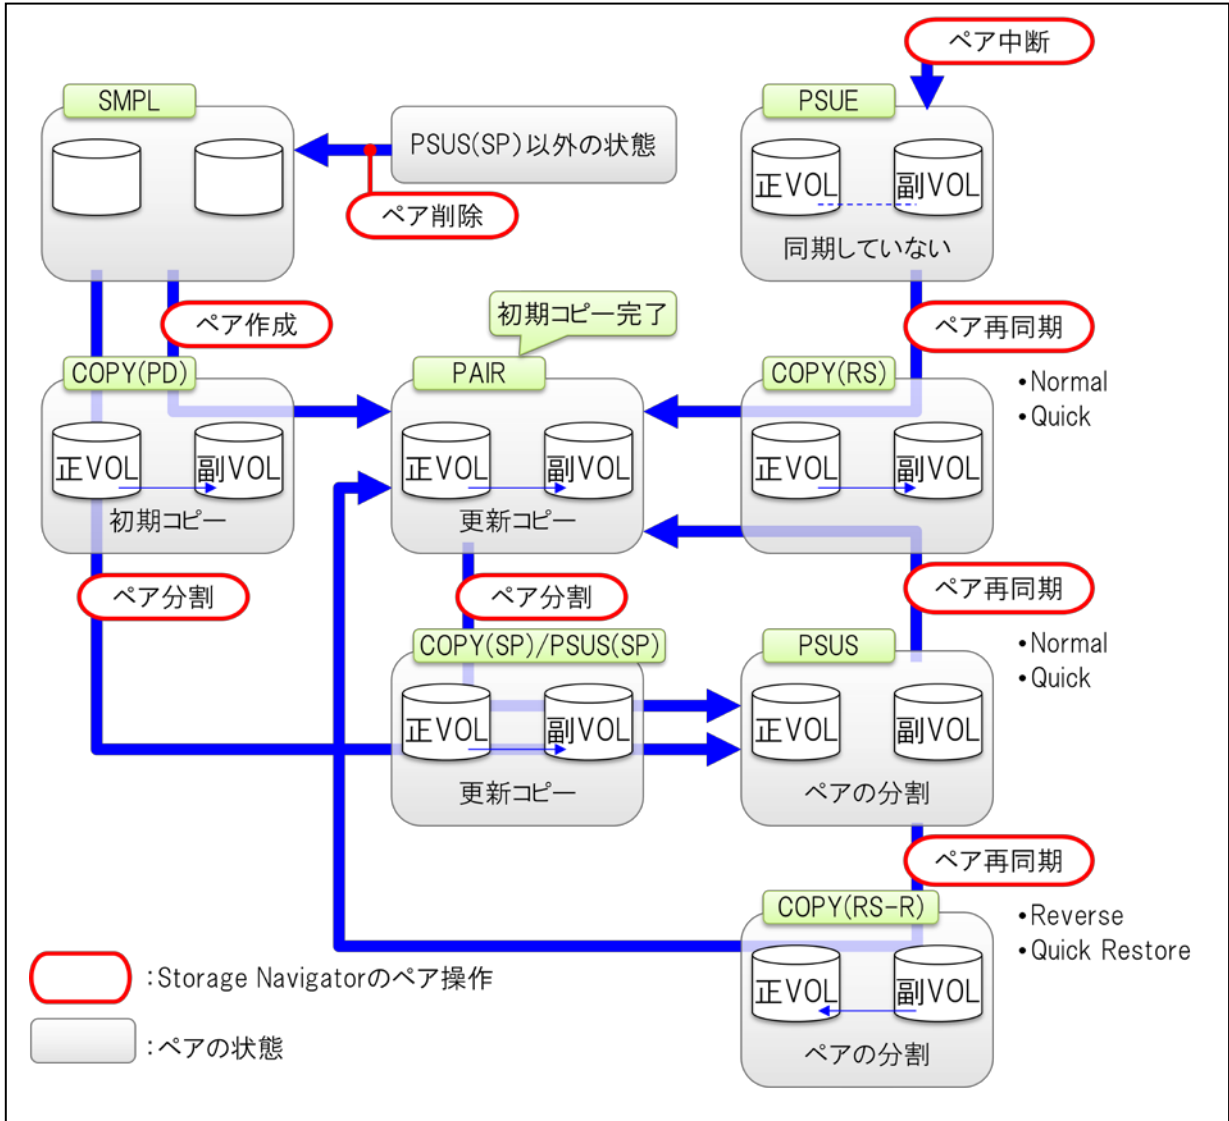 ペア中断
SMPL
PSUS(SP)以外の状態
PSUE
正VOL
副VOL
ペア削除
同期していない
ペア作成
初期コピー完了
ペア再同期
•Normal
•Quick
COPY(PD)
正VOL
副VOL
初期コピー
PAIR
正VOL
副VOL
更新コピー
COPY(RS)
正VOL
副VOL
ペア分割
ペア分割
ペア再同期
•Normal
•Quick
COPY(SP)/PSUS(SP)
正VOL
副VOL
更新コピー
PSUS
正VOL
副VOL
ペアの分割
ペア再同期
•Reverse
•Quick Restore
COPY(RS-R)
正VOL
副VOL
ペアの分割
:Storage Navigatorのペア操作
:ペアの状態